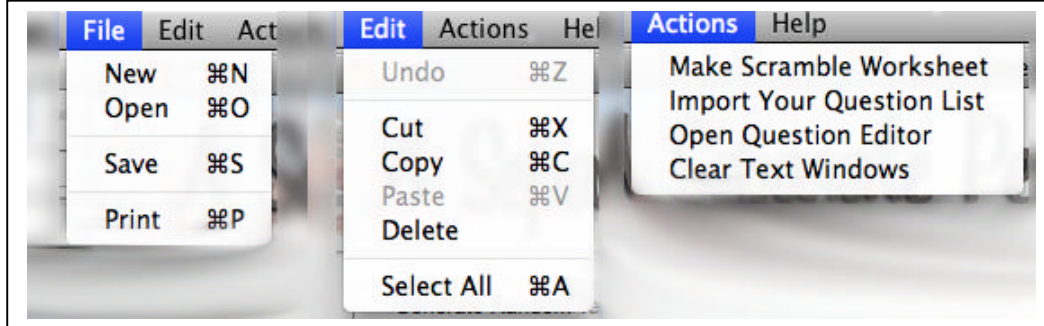 File Edit Act
New ⌘N
Open ⌘O
Save ⌘S
Print ⌘P
Edit Actions Hel
Undo ⌘Z
Cut ⌘X
Copy ⌘C
Paste ⌘V
Delete
Select All ⌘A
Actions Help
Make Scramble Worksheet
Import Your Question List
Open Question Editor
Clear Text Windows